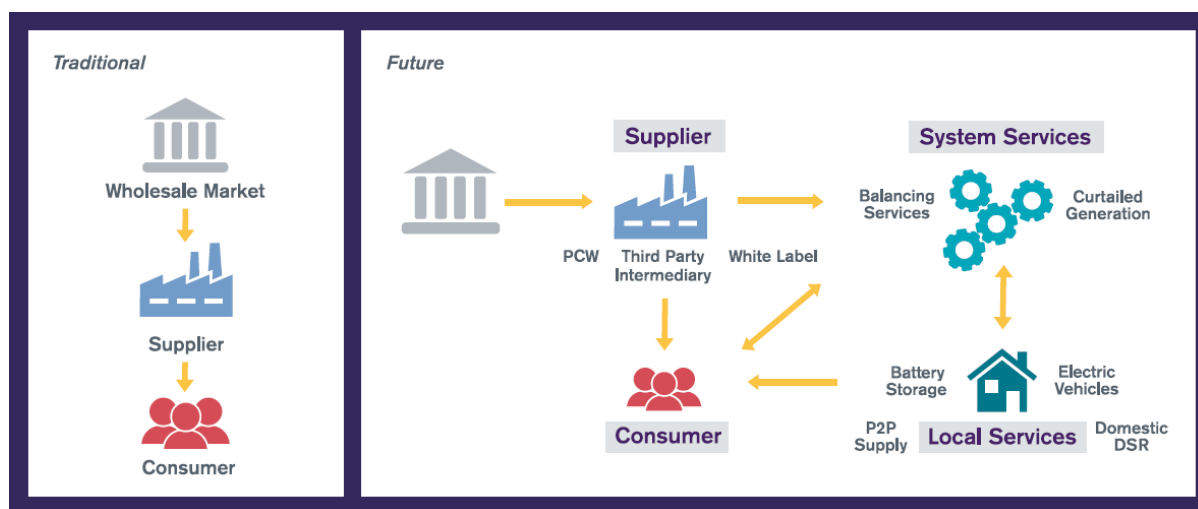 Traditional
Wholesale Market
Supplier
Consumer
Future
Supplier
PCW
Third Party
Intermediary
White Label
Consumer
System Services
Balancing
Services
Curtailed
Generation
Battery
Storage
Electric
Vehicles
P2P
Supply
Local Services
Domestic
DSR